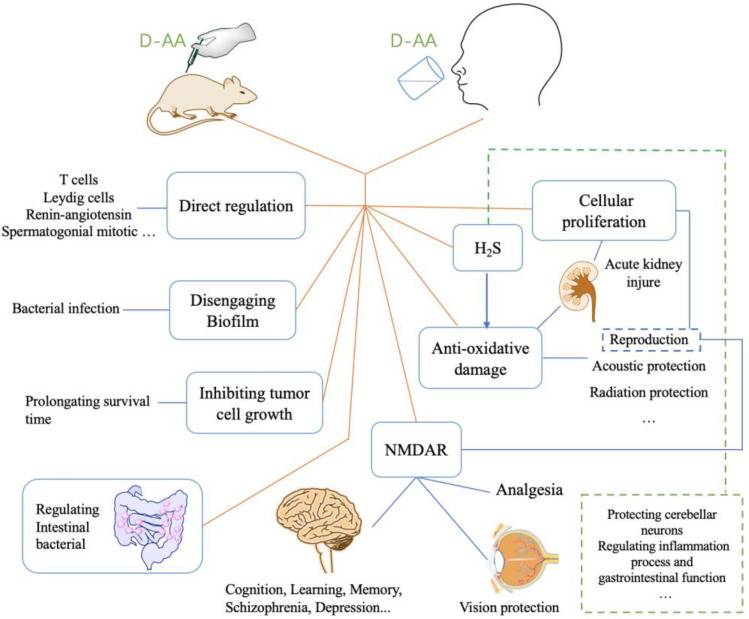 D-AA
D-AA
T cells
Leydig cells
Renin-angiotensin
Spermatogonial mitotic …
Direct regulation
Cellular
proliferation
H₂S
Acute kidney
injure
Bacterial infection
Disengaging
Biofilm
Anti-oxidative
damage
Reproduction
Acoustic protection
Radiation protection
…
Prolongating survival
time
Inhibiting tumor
cell growth
NMDAR
Regulating
Intestinal
bacterial
Analgesia
Cognition, Learning, Memory,
Schizophrenia, Depression...
Vision protection
Protecting cerebellar
neurons
Regulating inflammation
process and
gastrointestinal function
…